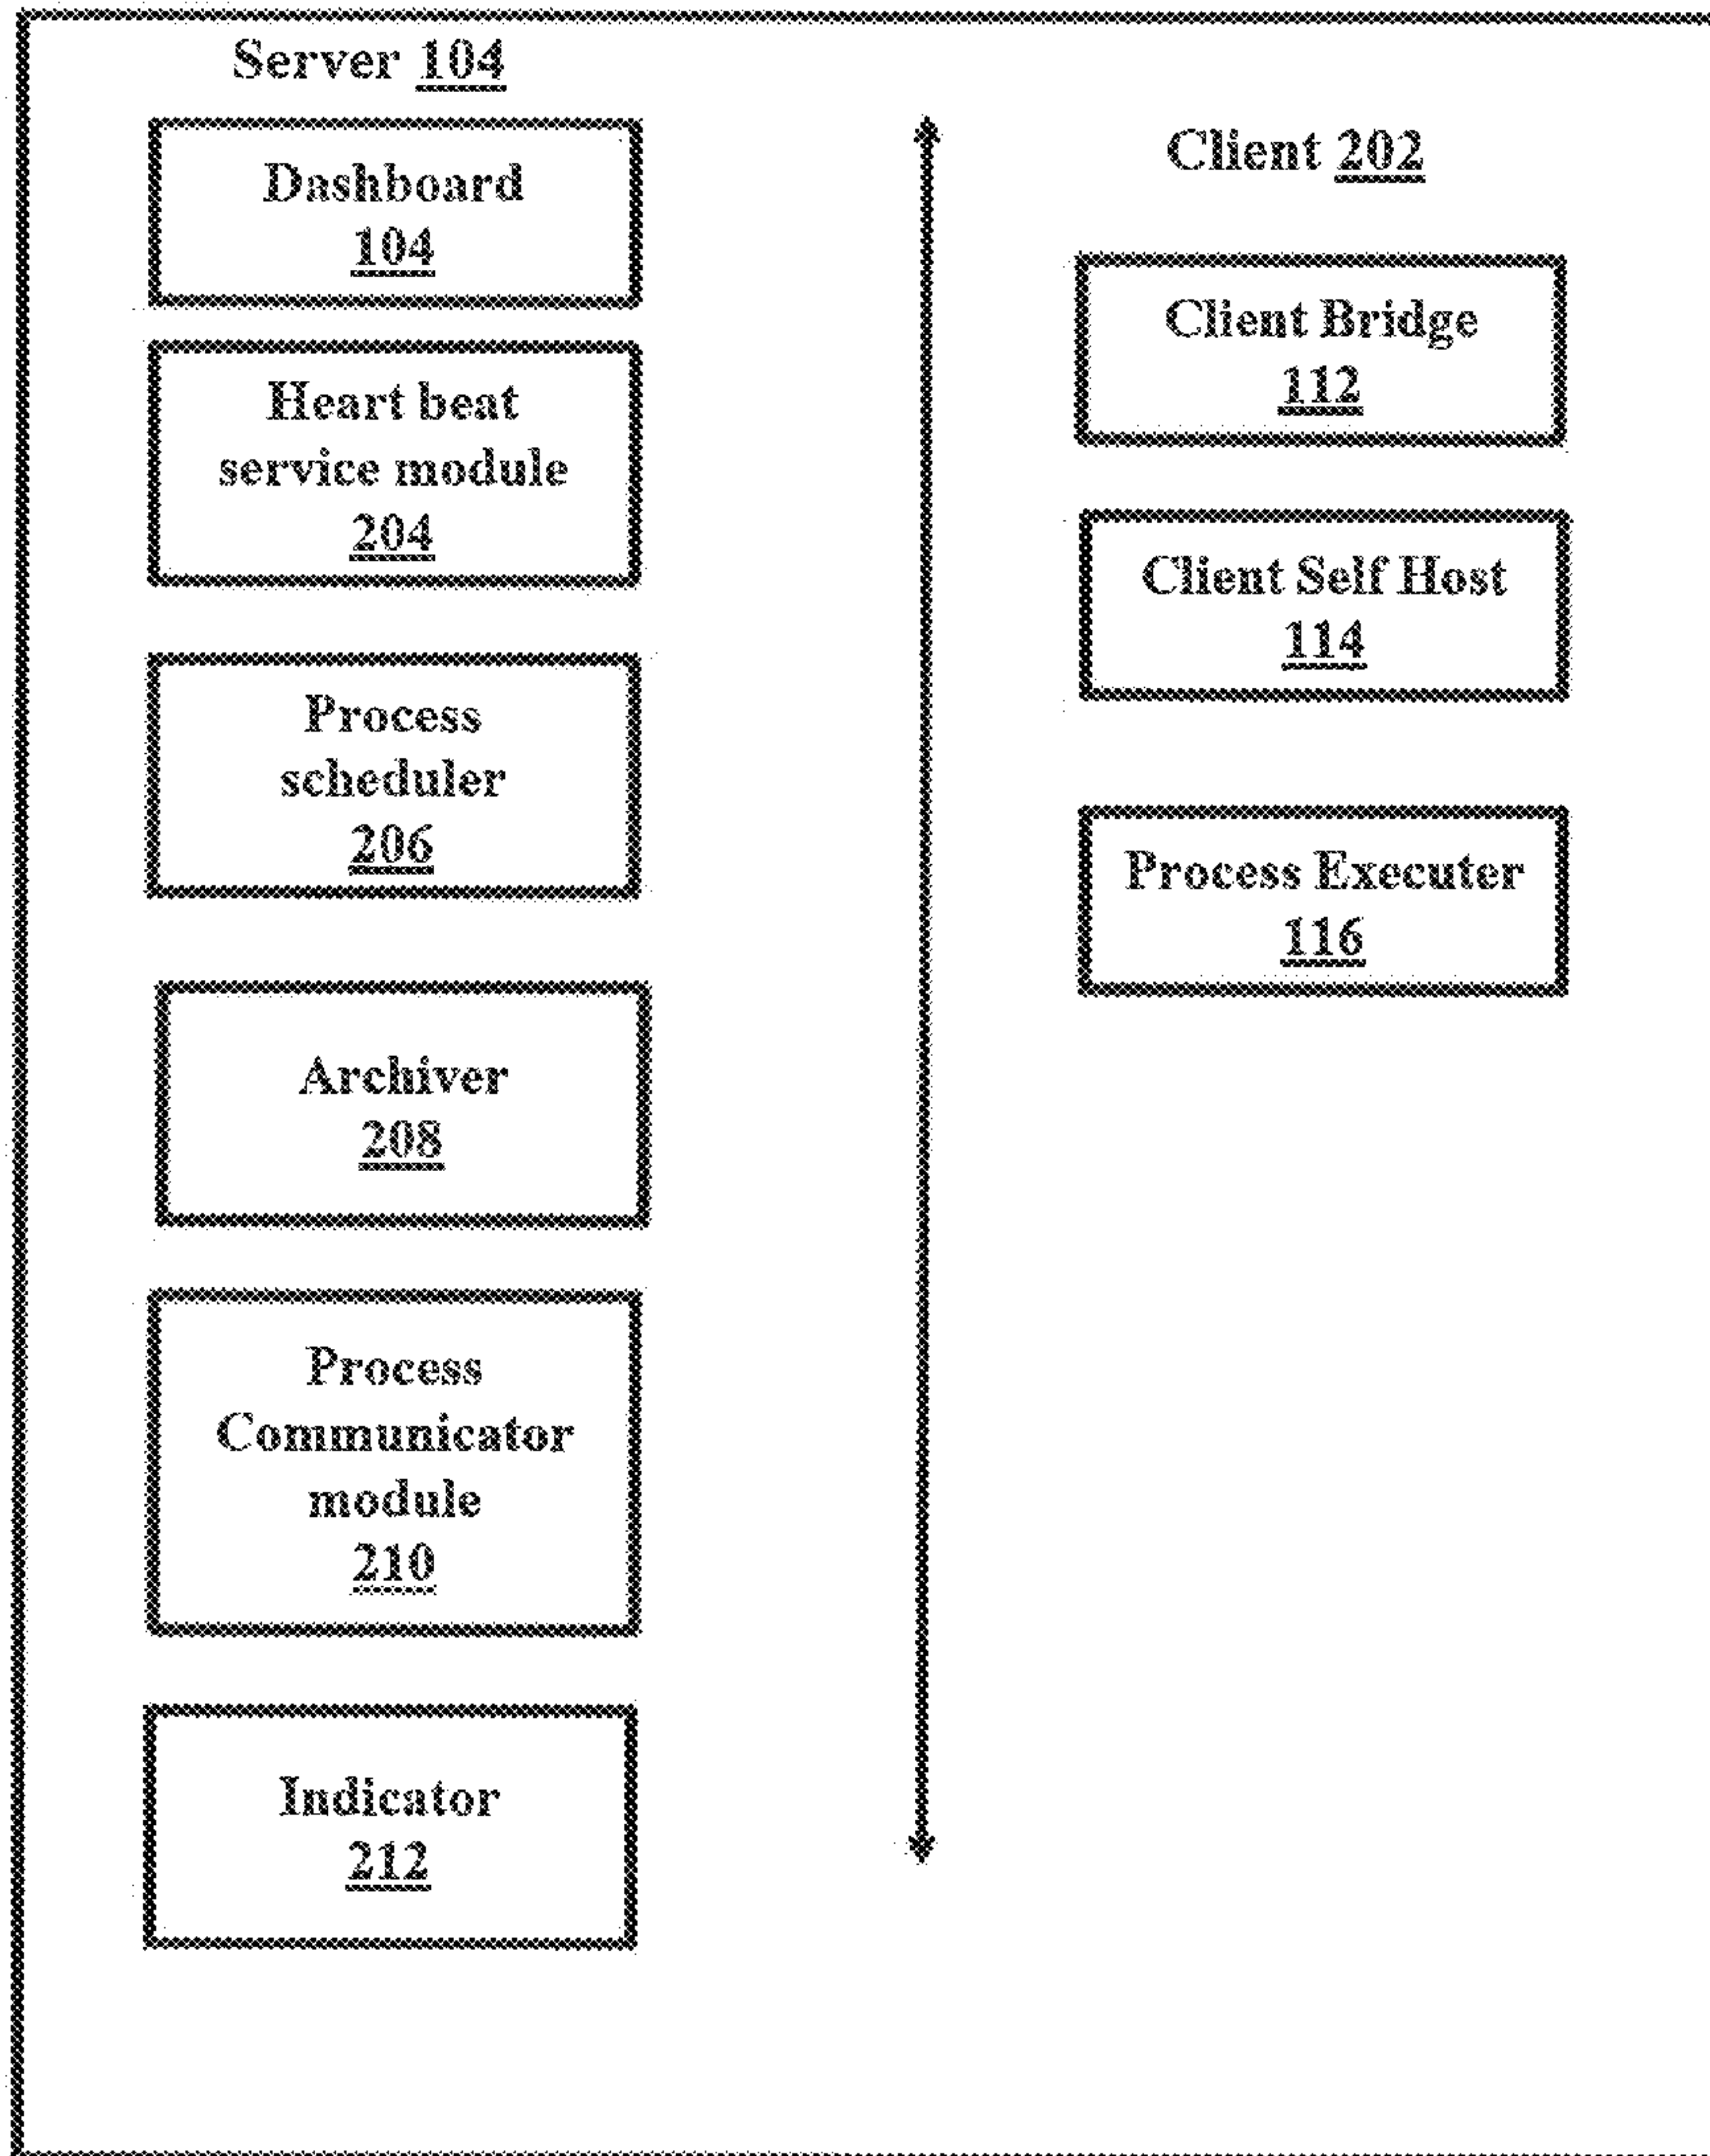 Server 104
Dashboard
104
Heart beat
service module
204
Process
scheduler
206
Archiver
208
Process
Communicator
module
210
Indicator
212
Client 202
Client Bridge
112
Client Self Host
114
Process Executer
116